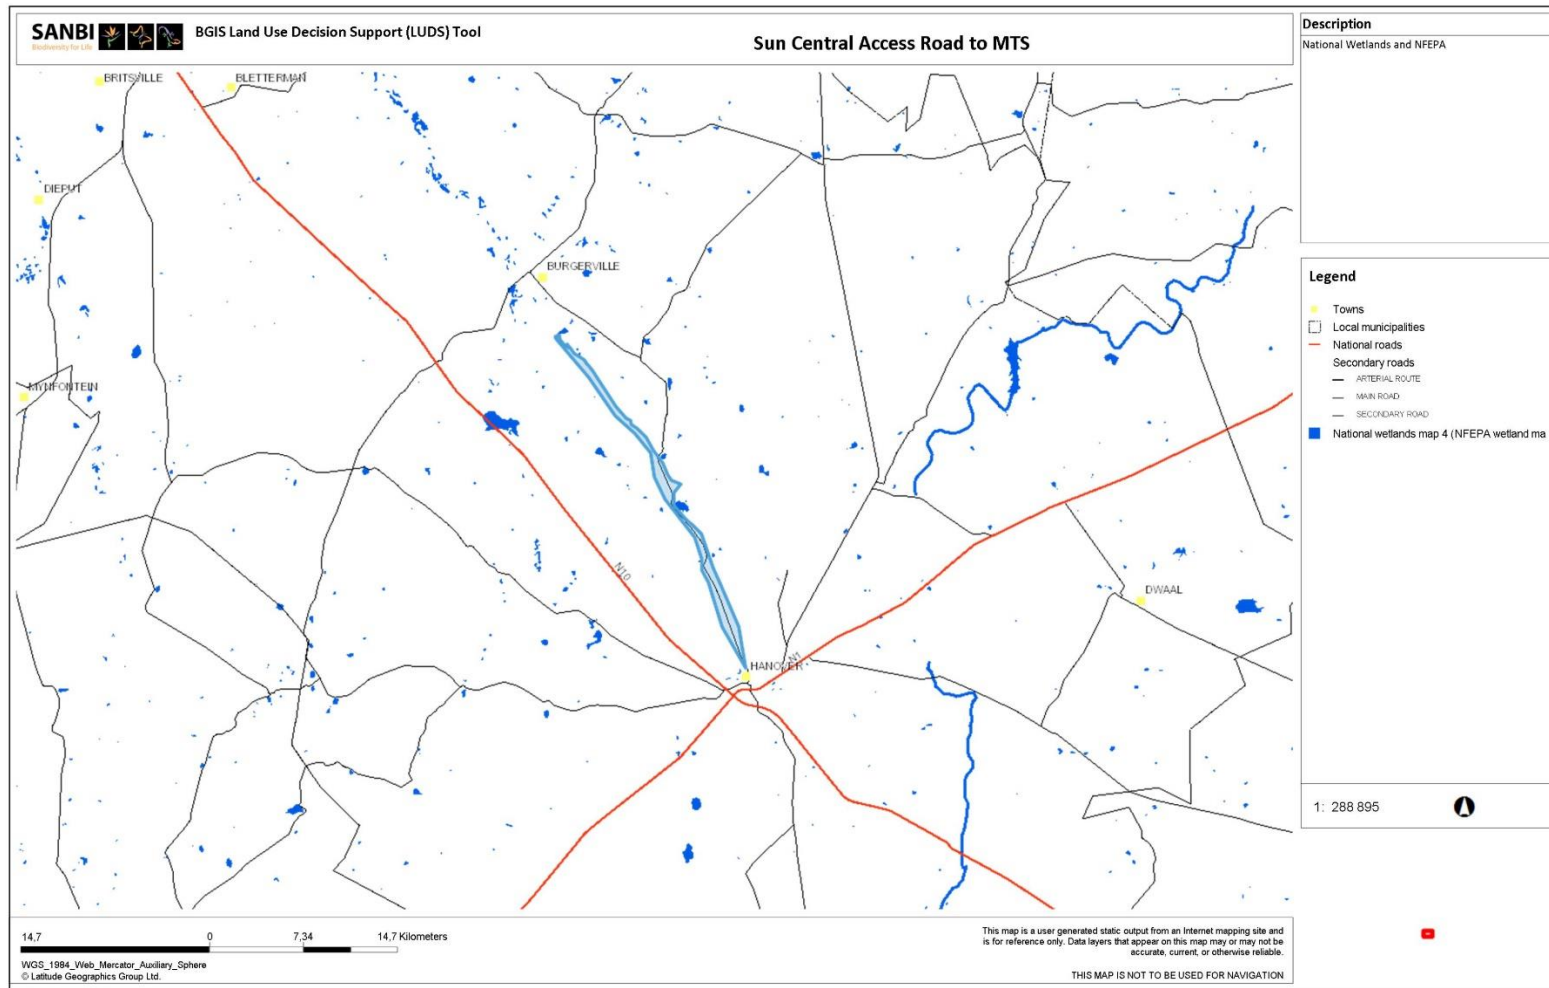 SANBI
Biodiversity for Life
BGIS Land Use Decision Support (LUDS) Tool
Sun Central Access Road to MTS
Description
National Wetlands and NFEPA
BRITSVILLE
BLETTERMAN
DIEPUT
BURGERVILLE
MYNFONTEIN
N10
DWAAL
HANOVER
N1
Legend
Towns
Local municipalities
National roads
Secondary roads
ARTERIAL ROUTE
MAIN ROAD
SECONDARY ROAD
National wetlands map 4 (NFEPA wetland ma
1: 288 895
14,7 0 7,34 14,7 Kilometers
WGS_1984_Web_Mercator_Auxiliary_Sphere
© Latitude Geographics Group Ltd.
This map is a user generated static output from an Internet mapping site and
is for reference only. Data layers that appear on this map may or may not be
accurate, current, or otherwise reliable.
THIS MAP IS NOT TO BE USED FOR NAVIGATION